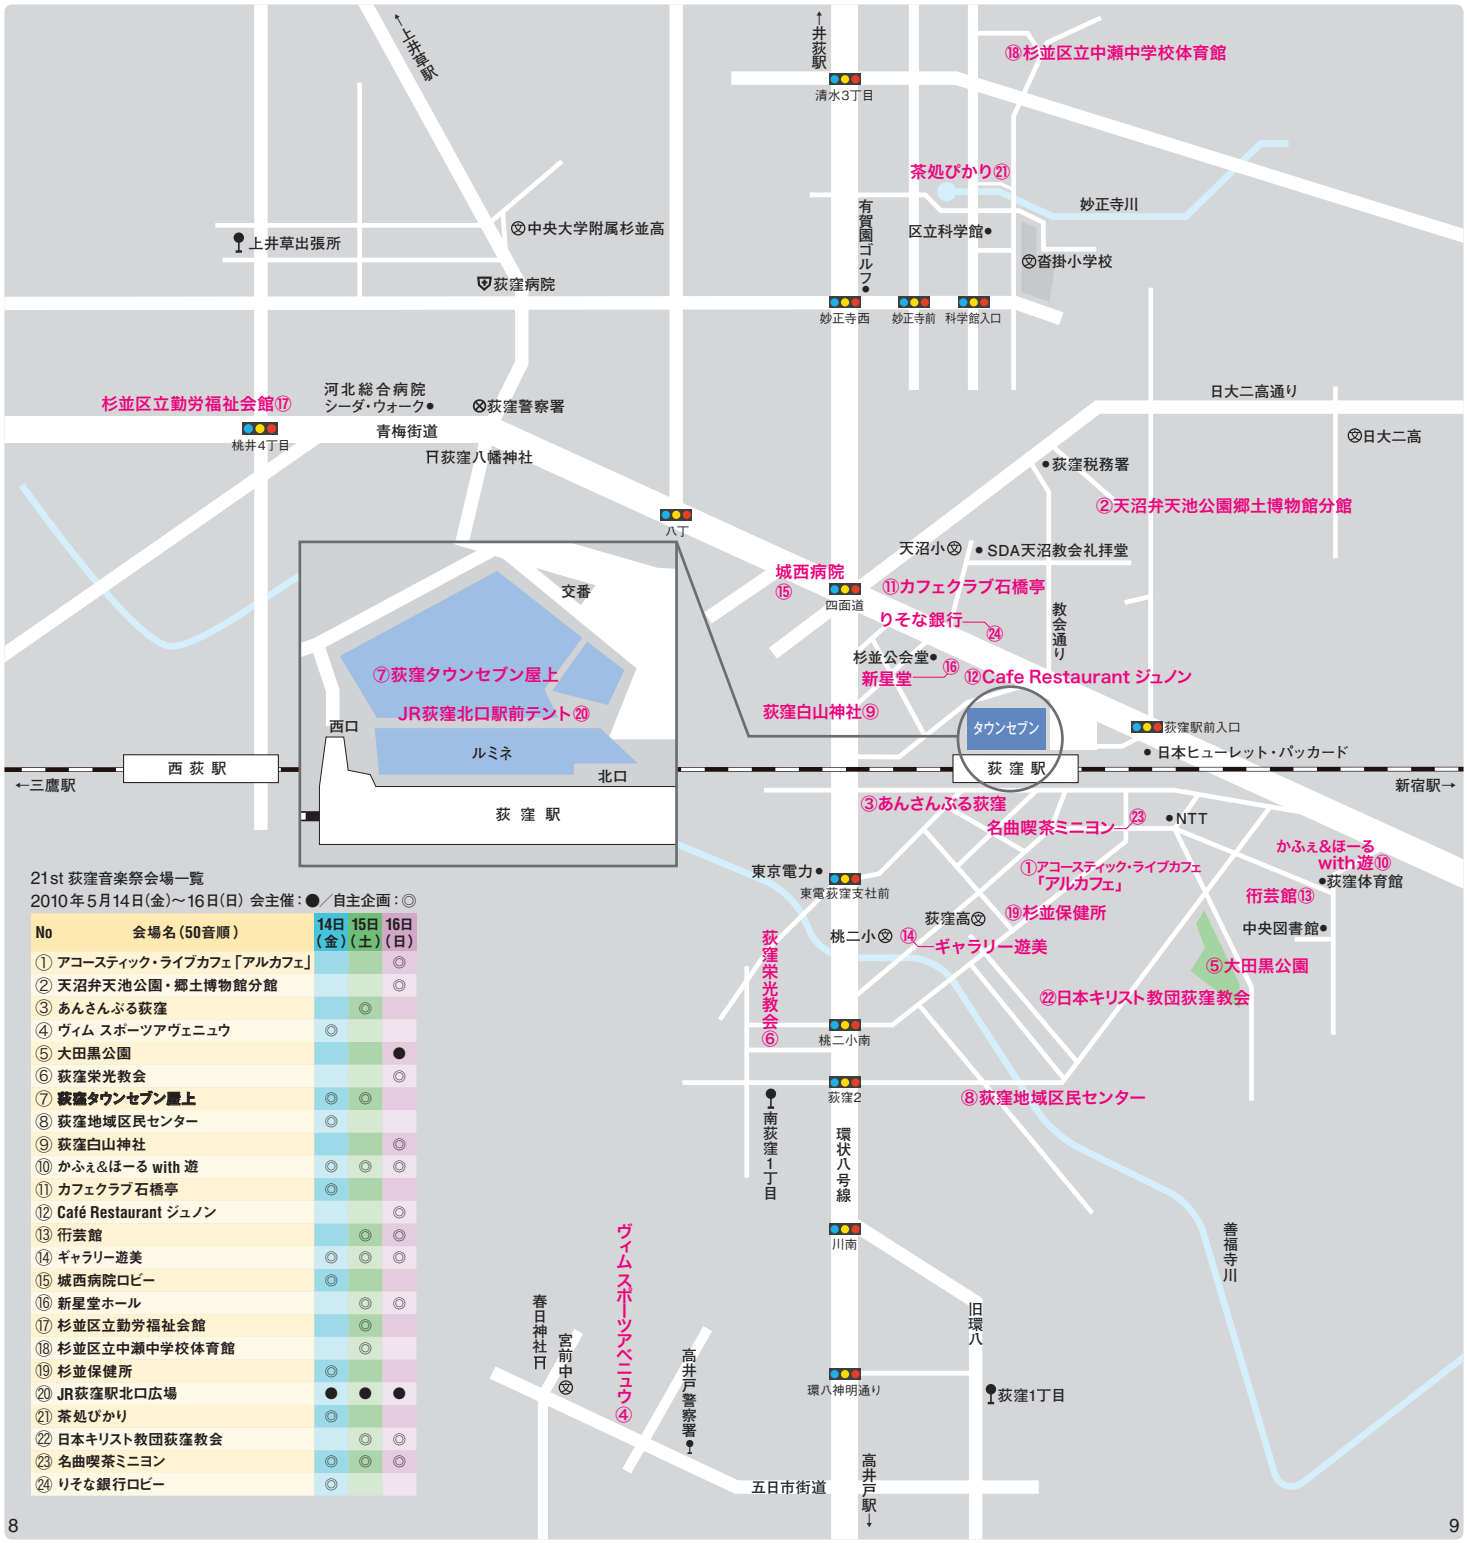 ←上井草駅
←井荻駅
⑱杉並区立中瀬中学校体育館
清水3丁目
茶処ぴかり㉑
妙正寺川
有賀園ゴルフ●
区立科学館●
㊛沓掛小学校
文中央大学附属杉並高
上井草出張所
荻窪病院
妙正寺西
妙正寺前
科学館入口
日大二高通り
河北総合病院
シーダ・ウォーク●
杉並区立勤労福祉会館⑰
荻窪警察署
青梅街道
桃井4丁目
荻窪八幡神社
文日大二高
●荻窪税務署
②天沼弁天池公園郷土博物館分館
八丁
天沼小文
●SDA天沼教会礼拝堂
城西病院
⑮
⑪カフェクラブ石橋亭
四面道
りそな銀行
㉔
教会通り
杉並公会堂●
新星堂
⑯
⑫Cafe Restaurant ジュノン
荻窪白山神社⑨
タウンセブン
荻窪駅前入口
●日本ヒューレット・パッカード
交番
⑦荻窪タウンセブン屋上
JR荻窪北口駅前テント⑳
西口
ルミネ
北口
荻窪駅
西荻駅
荻窪駅
←三鷹駅
新宿駅→
③あんさんぶる荻窪
名曲喫茶ミニヨン
㉓
●NTT
かふぇ&ほーる
with遊⑩
●荻窪体育館
①アコースティック・ライブカフェ
「アルカフェ」
東京電力●
東電荻窪支社前
衎芸館⑬
荻窪高文
⑲杉並保健所
中央図書館●
桃二小文
⑭
ギャラリー遊美
荻窪栄光教会⑥
⑤大田黒公園
㉒日本キリスト教団荻窪教会
桃二小南
荻窪2
⑧荻窪地域区民センター
南荻窪1丁目
環状八号線
川南
善福寺川
ヴィム スポーツアベニュウ④
春日神社
宮前中文
旧環八
高井戸警察署
環八神明通り
荻窪1丁目
五日市街道
高井戸駅→
21st 荻窪音楽祭会場一覧
2010年5月14日(金)〜16日(日) 会主催：●／自主企画：◎
No 会場名(50音順) 14日(金) 15日(土) 16日(日)
① アコースティック・ライブカフェ「アルカフェ」 ◎
② 天沼弁天池公園・郷土博物館分館 ◎
③ あんさんぶる荻窪 ◎
④ ヴィム スポーツアヴェニュウ ◎
⑤ 大田黒公園 ●
⑥ 荻窪栄光教会 ◎
⑦ 荻窪タウンセブン屋上 ◎ ◎
⑧ 荻窪地域区民センター ◎
⑨ 荻窪白山神社 ◎
⑩ かふぇ&ほーる with 遊 ◎ ◎ ◎
⑪ カフェクラブ石橋亭 ◎
⑫ Café Restaurant ジュノン ◎
⑬ 衎芸館 ◎ ◎
⑭ ギャラリー遊美 ◎ ◎ ◎
⑮ 城西病院ロビー ◎
⑯ 新星堂ホール ◎ ◎
⑰ 杉並区立勤労福祉会館 ◎
⑱ 杉並区立中瀬中学校体育館 ◎
⑲ 杉並保健所 ◎
⑳ JR荻窪駅北口広場 ● ● ●
㉑ 茶処ぴかり ◎
㉒ 日本キリスト教団荻窪教会 ◎ ◎
㉓ 名曲喫茶ミニヨン ◎ ◎ ◎
㉔ りそな銀行ロビー ◎
8
9